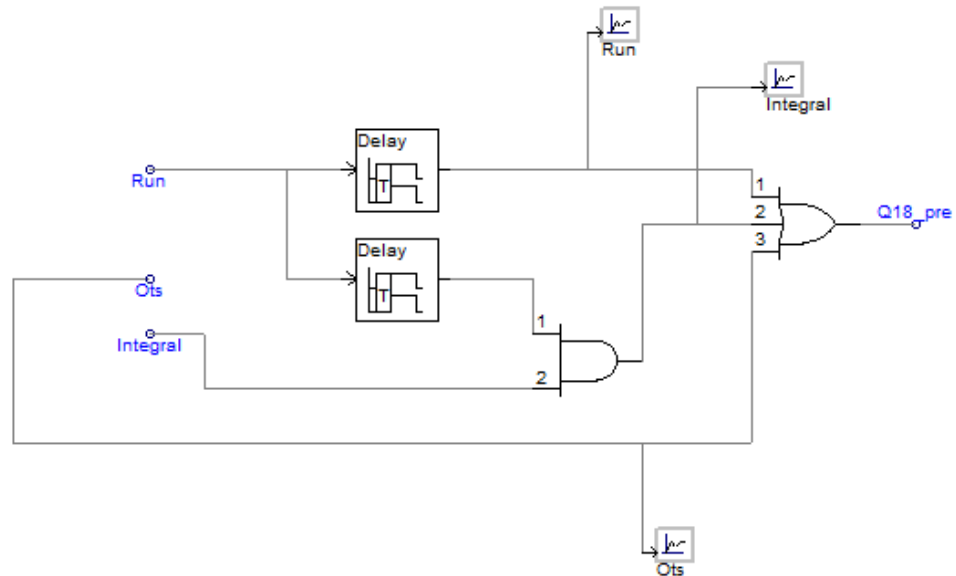 Run
Integral
Delay
T
Run
1
2
3
Q18_pre
Delay
T
Ots
Integral
1
2
Ots